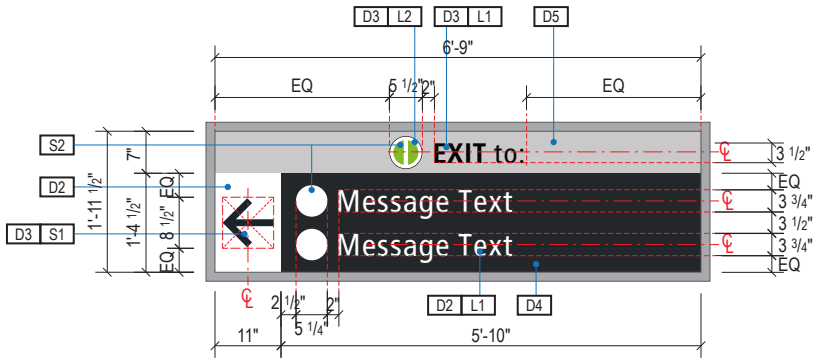 D3 L2 D3 L1 D5
6'-9"
EQ 5 1/2" 2" EQ
S2
D2
D3 S1
1'-11 1/2"
7"
1'-4 1/2"
EQ
8 1/2"
EQ
EXIT to:
Message Text
Message Text
℄
℄
℄
℄
3 1/2"
EQ
3 3/4"
3 1/2"
3 3/4"
EQ
D2 L1 D4
2 1/2" 2"
5 1/4"
11" 5'-10"